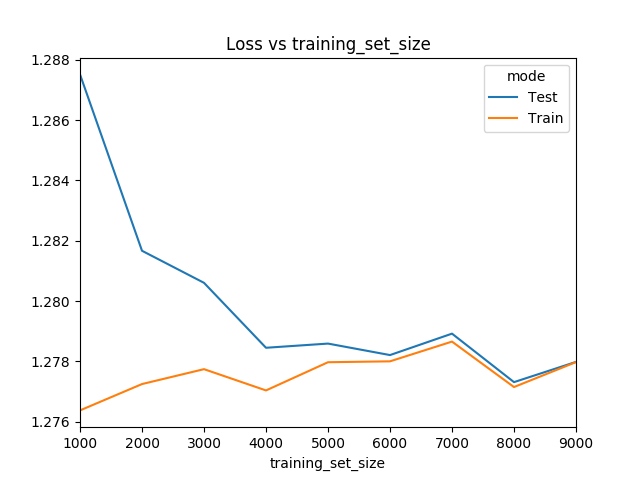 Loss vs training_set_size
1.288
1.286
1.284
1.282
1.280
1.278
1.276
mode
Test
Train
1000 2000 3000 4000 5000 6000 7000 8000 9000
training_set_size